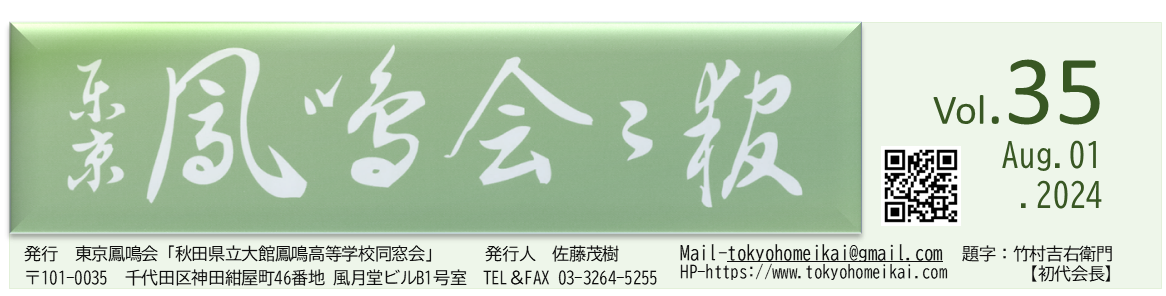 東京鳳鳴会々報
Vol.35
Aug.01
.2024
発行　東京鳳鳴会「秋田県立大館鳳鳴高等学校同窓会」　発行人　佐藤茂樹　Mail-tokyohomeikai@gmail.com　題字：竹村吉右衛門
〒101-0035　千代田区神田紺屋町46番地 風月堂ビルB1号室　TEL＆FAX 03-3264-5255　HP-https://www.tokyohomeikai.com　【初代会長】